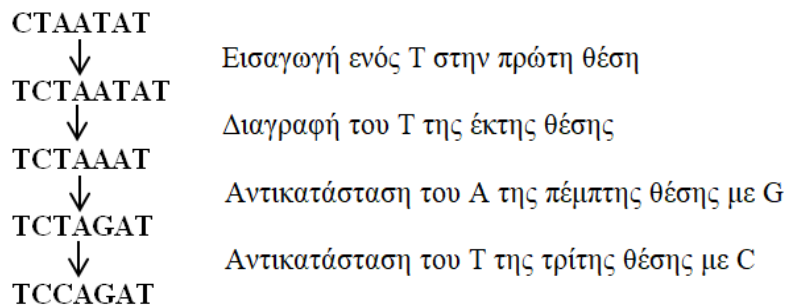 CTAATAT
Εισαγωγή ενός Τ στην πρώτη θέση
TCTAATAT
Διαγραφή του Τ της έκτης θέσης
TCTAAAT
Αντικατάσταση του Α της πέμπτης θέσης με G
TCTAGAT
Αντικατάσταση του Τ της τρίτης θέσης με C
TCCAGAT